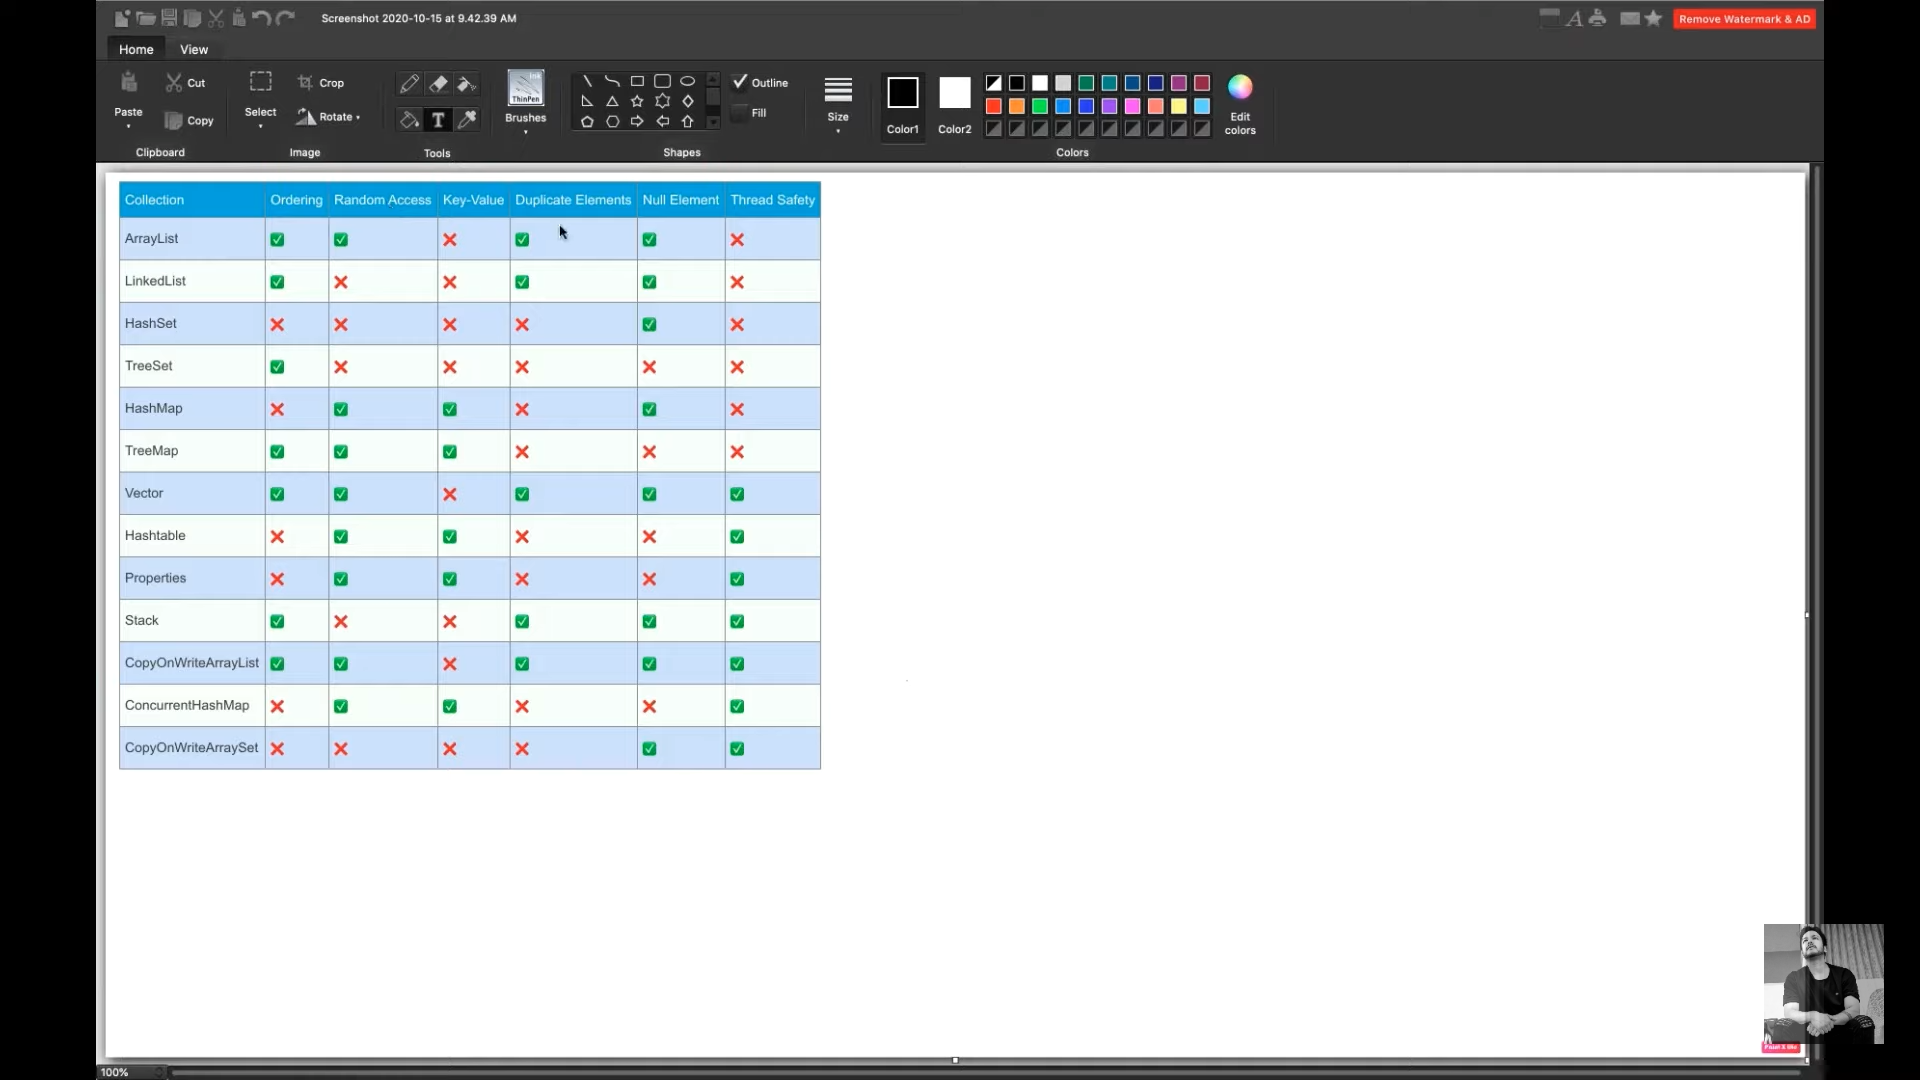 Screenshot 2020-10-15 at 9.42.39 AM
A
Remove Watermark & AD
Home View
Cut Crop Ink Outline
ThinPen
Paste Copy Select Rotate T Brushes Fill Size Color1 Color2 Edit colors
Clipboard Image Tools Shapes Colors
Collection Ordering Random Access Key-Value Duplicate Elements Null Element Thread Safety
ArrayList ✅ ✅ ❌ ✅ ✅ ❌
LinkedList ✅ ❌ ❌ ✅ ✅ ❌
HashSet ❌ ❌ ❌ ❌ ✅ ❌
TreeSet ✅ ❌ ❌ ❌ ❌ ❌
HashMap ❌ ✅ ✅ ❌ ✅ ❌
TreeMap ✅ ✅ ✅ ❌ ❌ ❌
Vector ✅ ✅ ❌ ✅ ✅ ✅
Hashtable ❌ ✅ ✅ ❌ ❌ ✅
Properties ❌ ✅ ✅ ❌ ❌ ✅
Stack ✅ ❌ ❌ ✅ ✅ ✅
CopyOnWriteArrayList ✅ ✅ ❌ ✅ ✅ ✅
ConcurrentHashMap ❌ ✅ ✅ ❌ ❌ ✅
CopyOnWriteArraySet ❌ ❌ ❌ ❌ ✅ ✅
100%